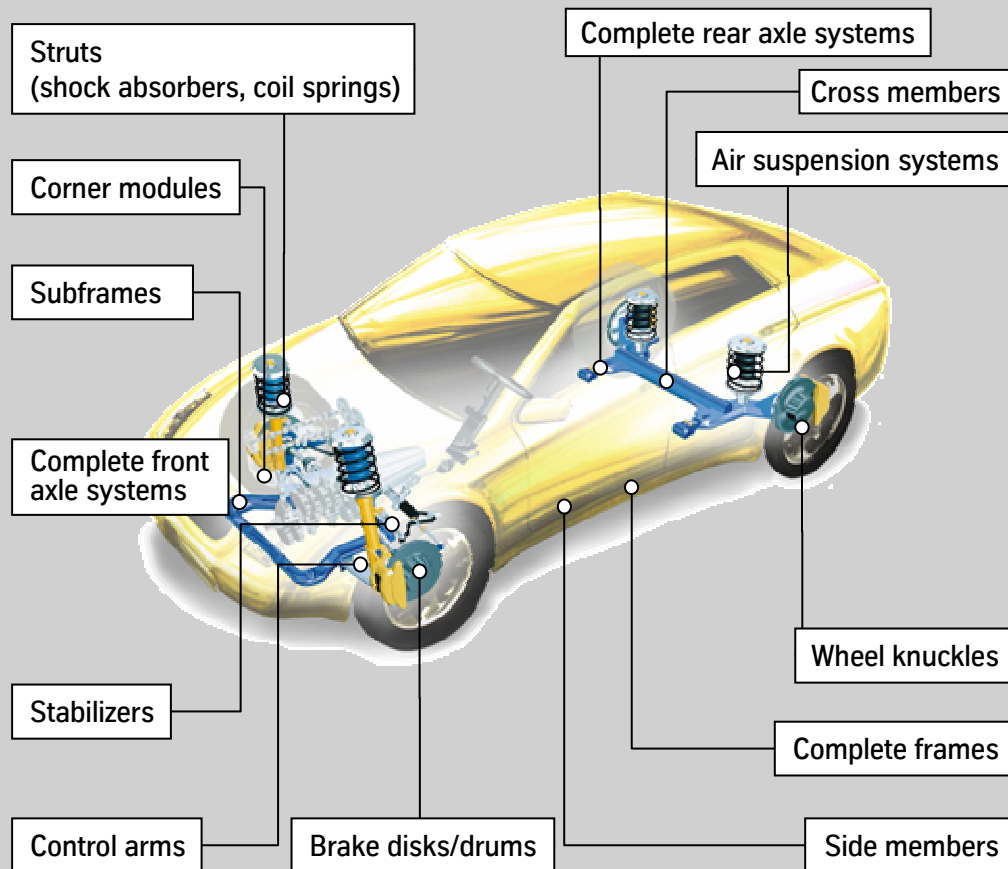 Struts
(shock absorbers, coil springs)
Complete rear axle systems
Cross members
Air suspension systems
Corner modules
Subframes
Complete front
axle systems
Wheel knuckles
Stabilizers
Complete frames
Control arms
Brake disks/drums
Side members